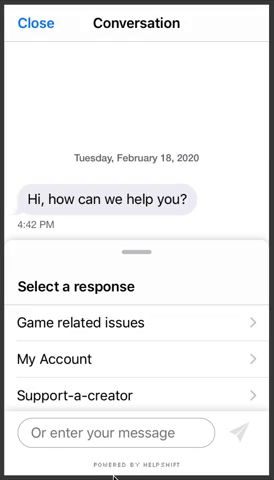 Close Conversation
Tuesday, February 18, 2020
Hi, how can we help you?
4:42 PM
Select a response
Game related issues
My Account
Support-a-creator
Or enter your message
POWERED BY HELPSHIFT